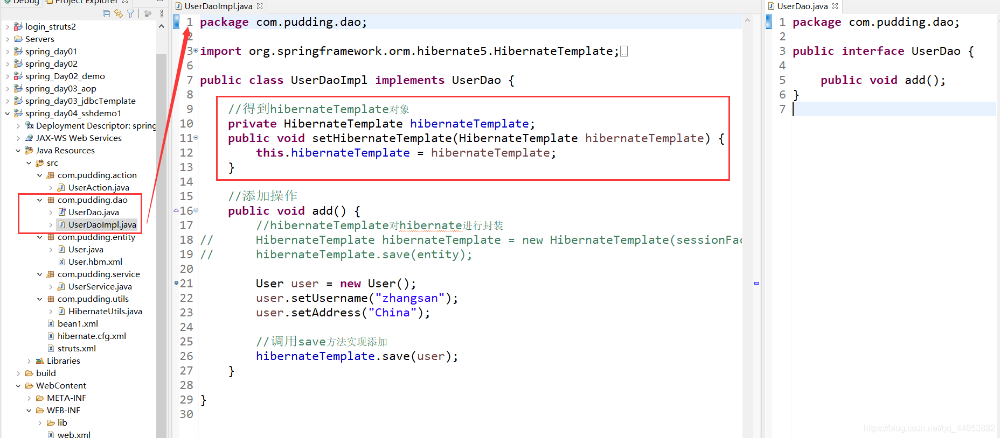 Debug
Project Explorer
login_struts2
Servers
spring_day01
spring_day02
spring_Day02_demo
spring_day03_aop
spring_day03_jdbcTemplate
spring_day04_sshdemo1
Deployment Descriptor: spring
JAX-WS Web Services
Java Resources
src
com.pudding.action
UserAction.java
com.pudding.dao
UserDao.java
UserDaoImpl.java
com.pudding.entity
User.java
User.hbm.xml
com.pudding.service
UserService.java
com.pudding.utils
HibernateUtils.java
bean1.xml
hibernate.cfg.xml
struts.xml
Libraries
build
WebContent
META-INF
WEB-INF
lib
web.xml
UserDaoImpl.java
1 package com.pudding.dao;
2
3 import org.springframework.orm.hibernate5.HibernateTemplate;
6
7 public class UserDaoImpl implements UserDao {
8
9 //得到hibernateTemplate对象
10 private HibernateTemplate hibernateTemplate;
11 public void setHibernateTemplate(HibernateTemplate hibernateTemplate) {
12 this.hibernateTemplate = hibernateTemplate;
13 }
14
15 //添加操作
16 public void add() {
17 //hibernateTemplate对hibernate进行封装
18 // HibernateTemplate hibernateTemplate = new HibernateTemplate(sessionFac
19 // hibernateTemplate.save(entity);
20
21 User user = new User();
22 user.setUsername("zhangsan");
23 user.setAddress("China");
24
25 //调用save方法实现添加
26 hibernateTemplate.save(user);
27 }
28
29 }
30
UserDao.java
1 package com.pudding.dao;
2
3 public interface UserDao {
4
5 public void add();
6 }
7
https://blog.csdn.net/qq_44853882